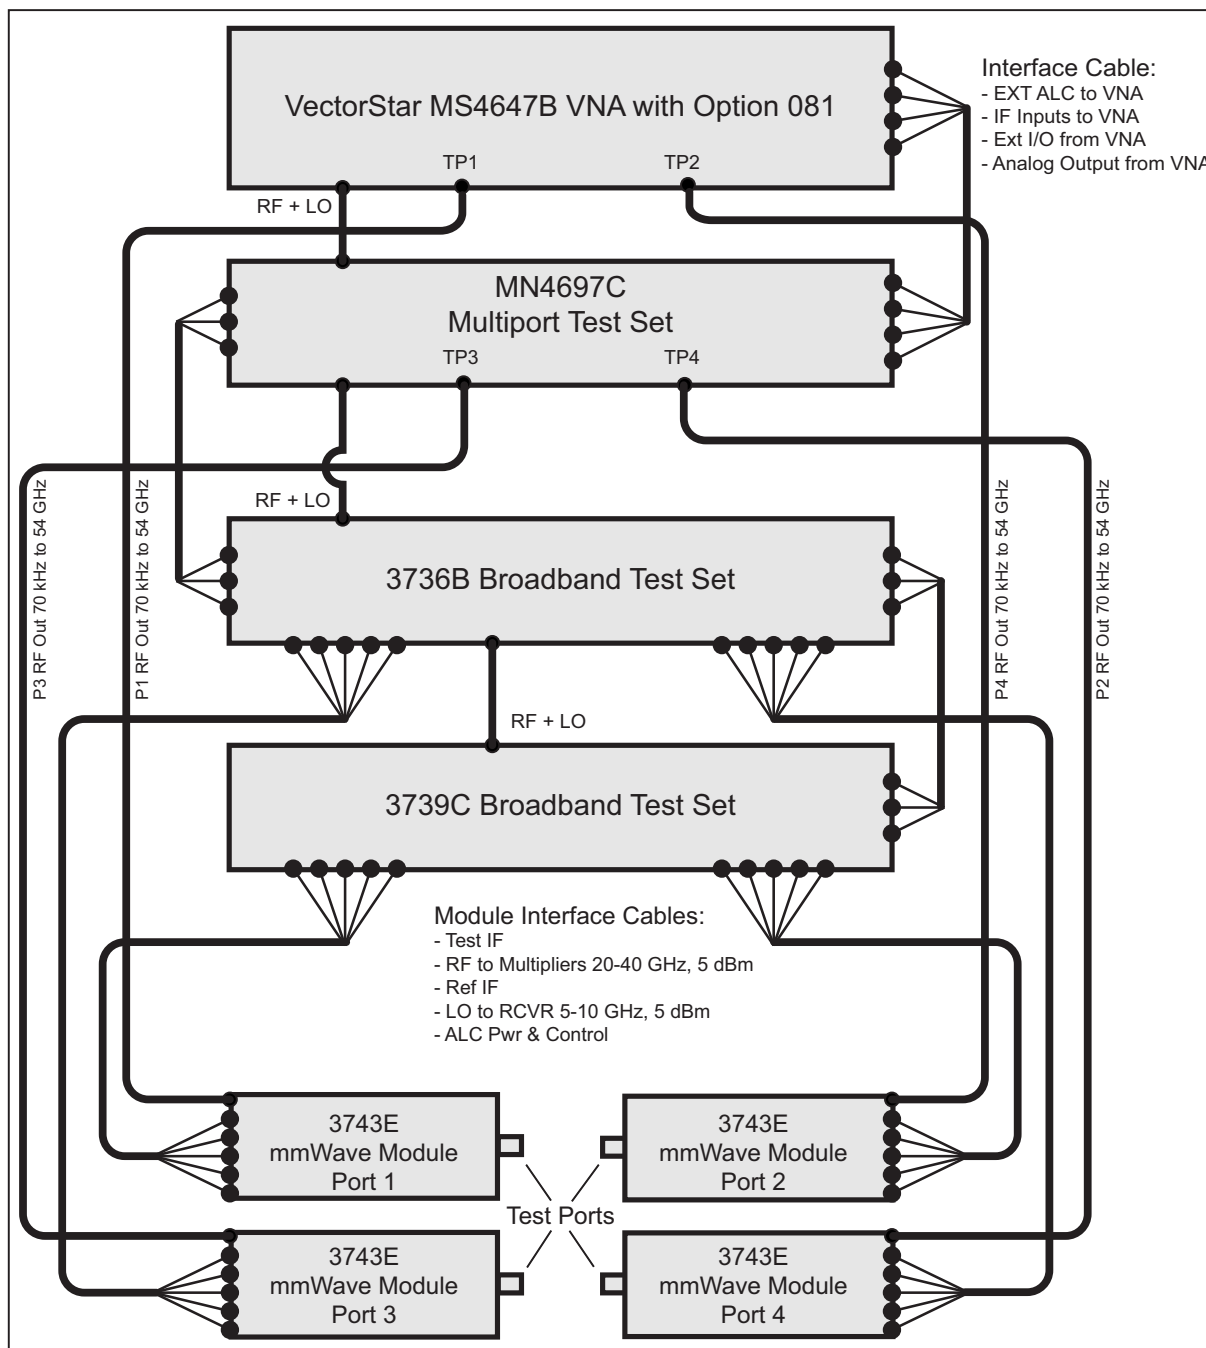 VectorStar MS4647B VNA with Option 081
TP1
TP2
Interface Cable:
- EXT ALC to VNA
- IF Inputs to VNA
- Ext I/O from VNA
- Analog Output from VNA
RF + LO
MN4697C
Multiport Test Set
TP3
TP4
RF + LO
P3 RF Out 70 kHz to 54 GHz
P1 RF Out 70 kHz to 54 GHz
P4 RF Out 70 kHz to 54 GHz
P2 RF Out 70 kHz to 54 GHz
3736B Broadband Test Set
RF + LO
3739C Broadband Test Set
Module Interface Cables:
- Test IF
- RF to Multipliers 20-40 GHz, 5 dBm
- Ref IF
- LO to RCVR 5-10 GHz, 5 dBm
- ALC Pwr & Control
3743E
mmWave Module
Port 1
3743E
mmWave Module
Port 2
Test Ports
3743E
mmWave Module
Port 3
3743E
mmWave Module
Port 4